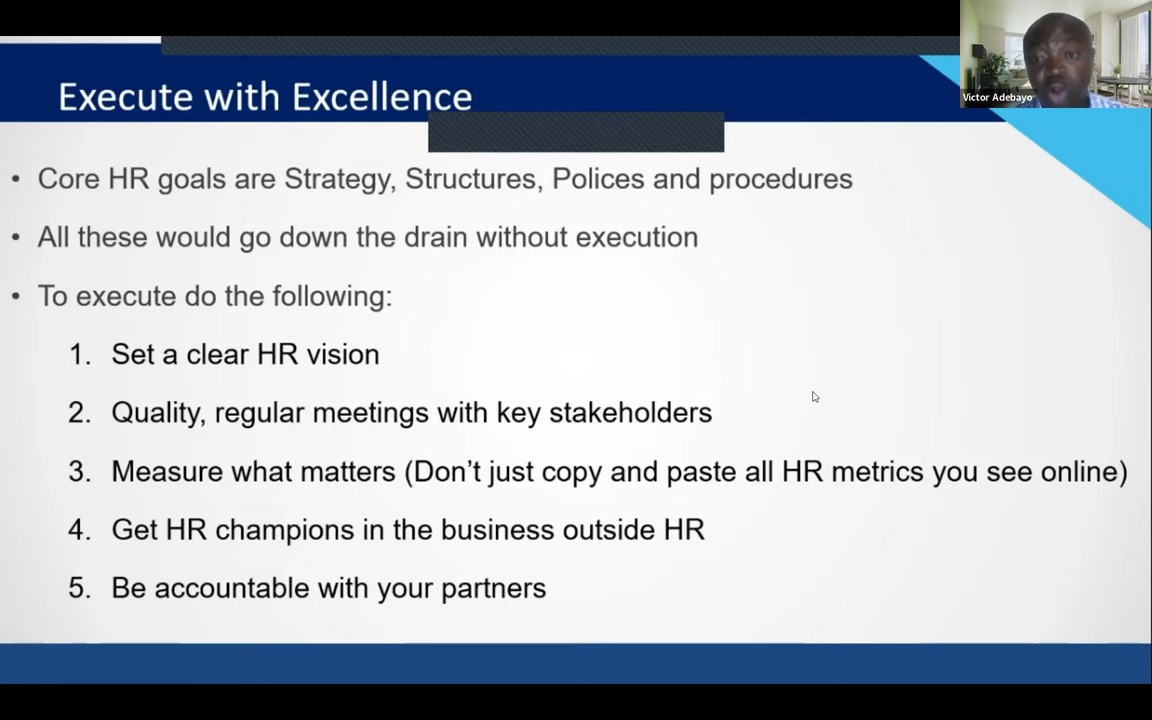 Victor Adebayo
Execute with Excellence
• Core HR goals are Strategy, Structures, Polices and procedures
• All these would go down the drain without execution
• To execute do the following:
1. Set a clear HR vision
2. Quality, regular meetings with key stakeholders
3. Measure what matters (Don’t just copy and paste all HR metrics you see online)
4. Get HR champions in the business outside HR
5. Be accountable with your partners